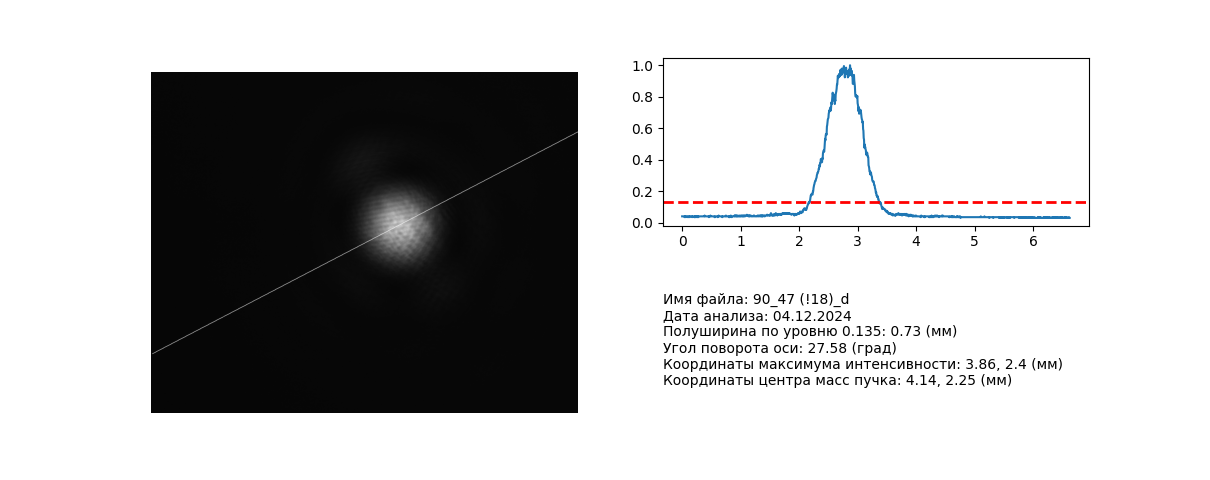 1.0
0.8
0.6
0.4
0.2
0.0
0 1 2 3 4 5 6
Имя файла: 90_47 (!18)_d
Дата анализа: 04.12.2024
Полуширина по уровню 0.135: 0.73 (мм)
Угол поворота оси: 27.58 (град)
Координаты максимума интенсивности: 3.86, 2.4 (мм)
Координаты центра масс пучка: 4.14, 2.25 (мм)